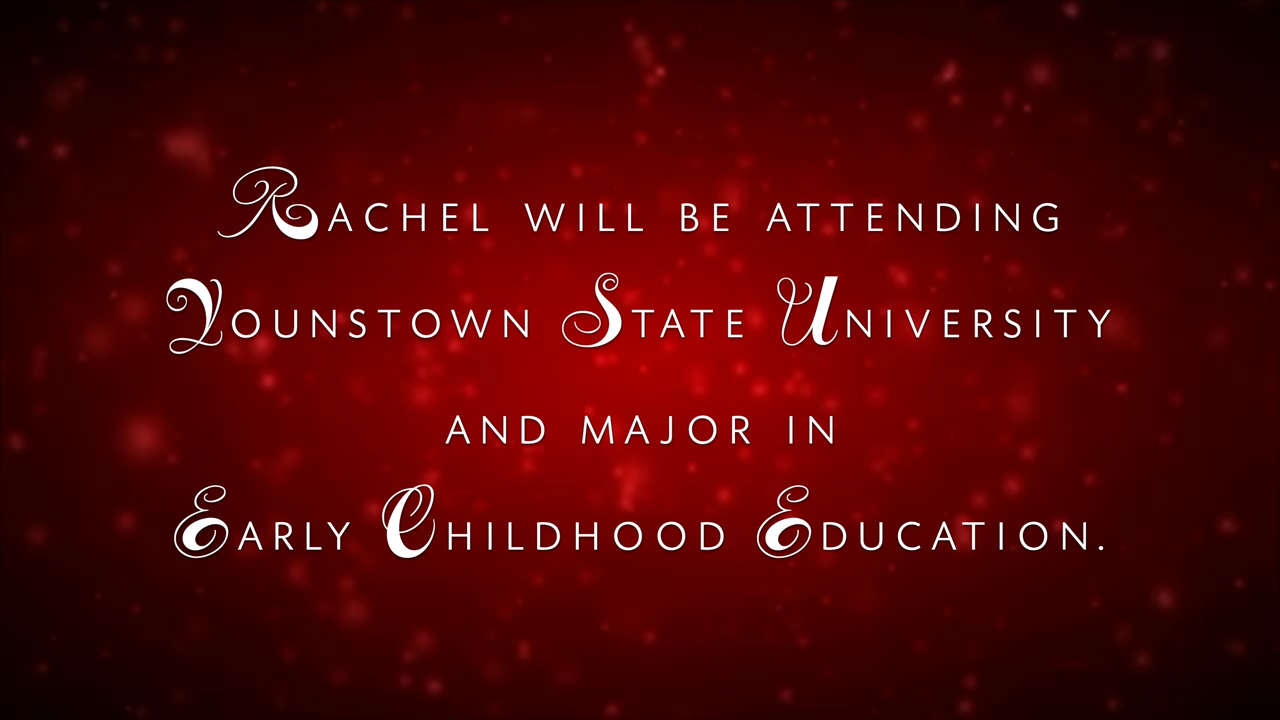 Rachel will be attending
Younstown State University
and major in
Early Childhood Education.